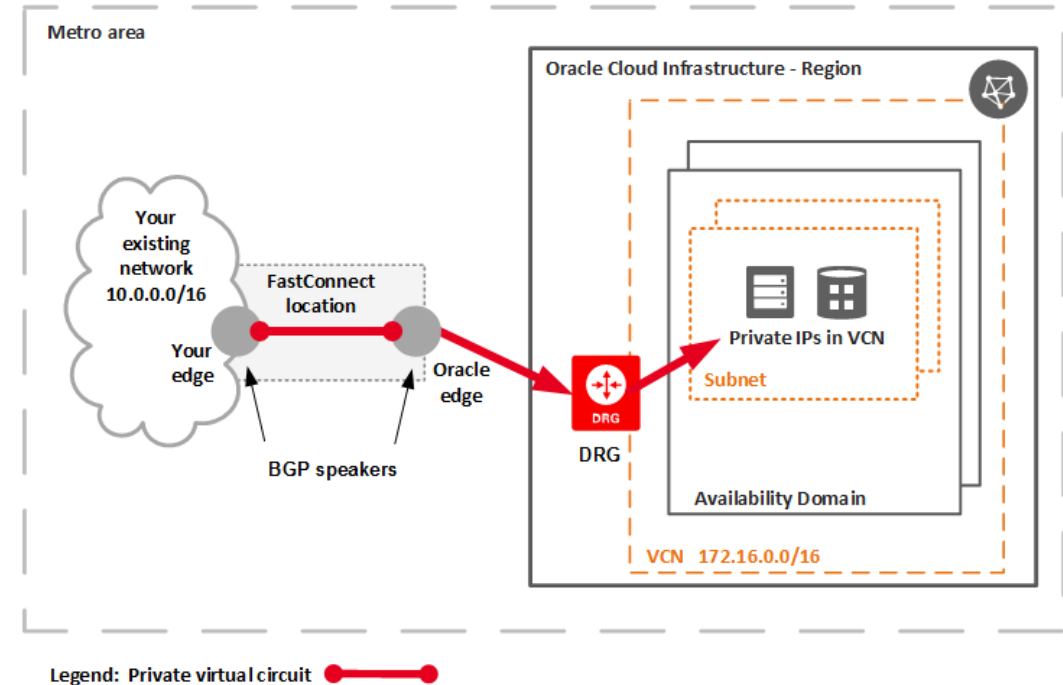 Metro area
Oracle Cloud Infrastructure - Region
Your
existing
network
10.0.0.0/16
FastConnect
location
Your
edge
Oracle
edge
BGP speakers
DRG
DRG
Private IPs in VCN
Subnet
Availability Domain
VCN 172.16.0.0/16
Legend: Private virtual circuit